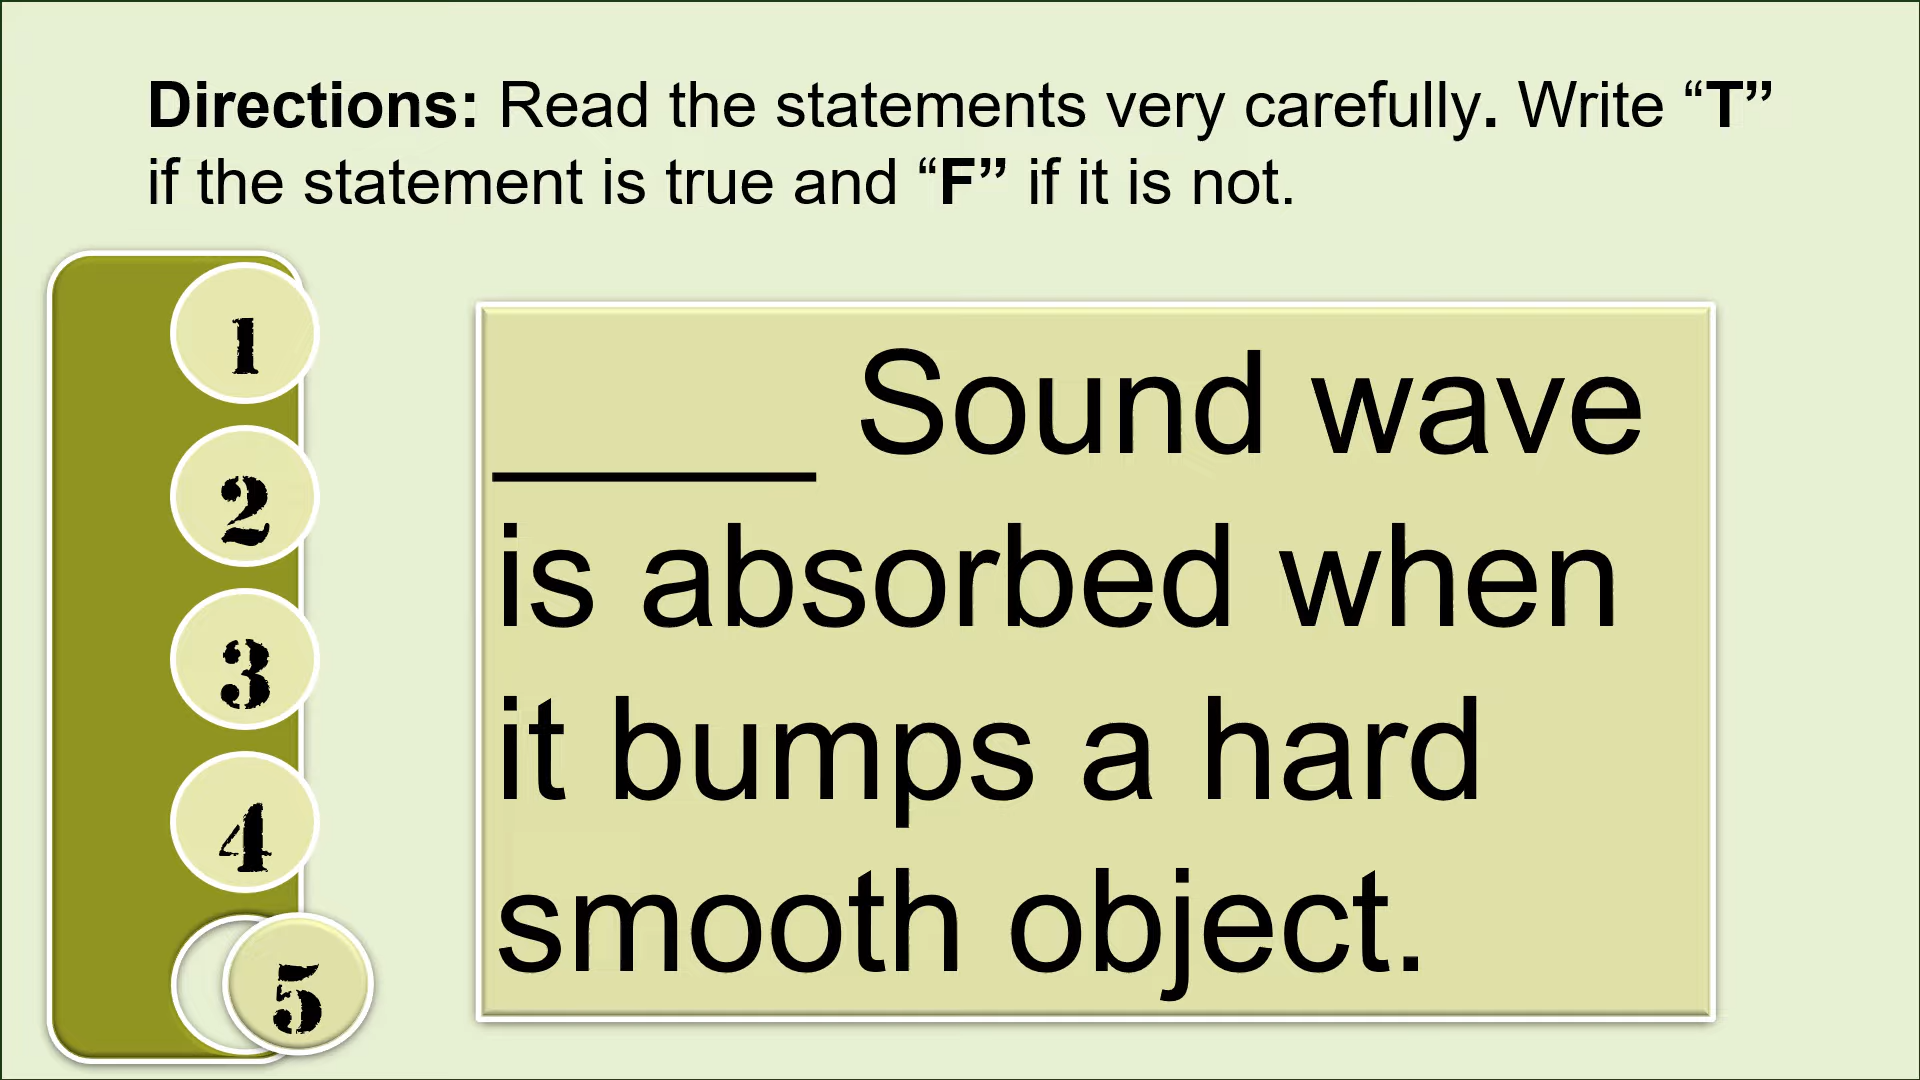 Directions: Read the statements very carefully. Write “T”
if the statement is true and “F” if it is not.
1
2
3
4
5
_____ Sound wave
is absorbed when
it bumps a hard
smooth object.